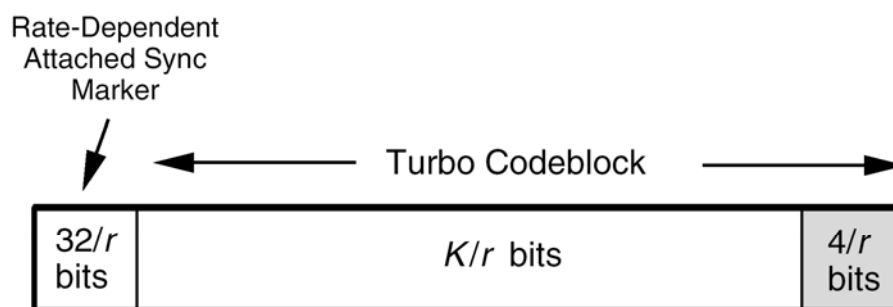 Rate-Dependent
Attached Sync
Marker
Turbo Codeblock
32/r
bits
K/r bits
4/r
bits